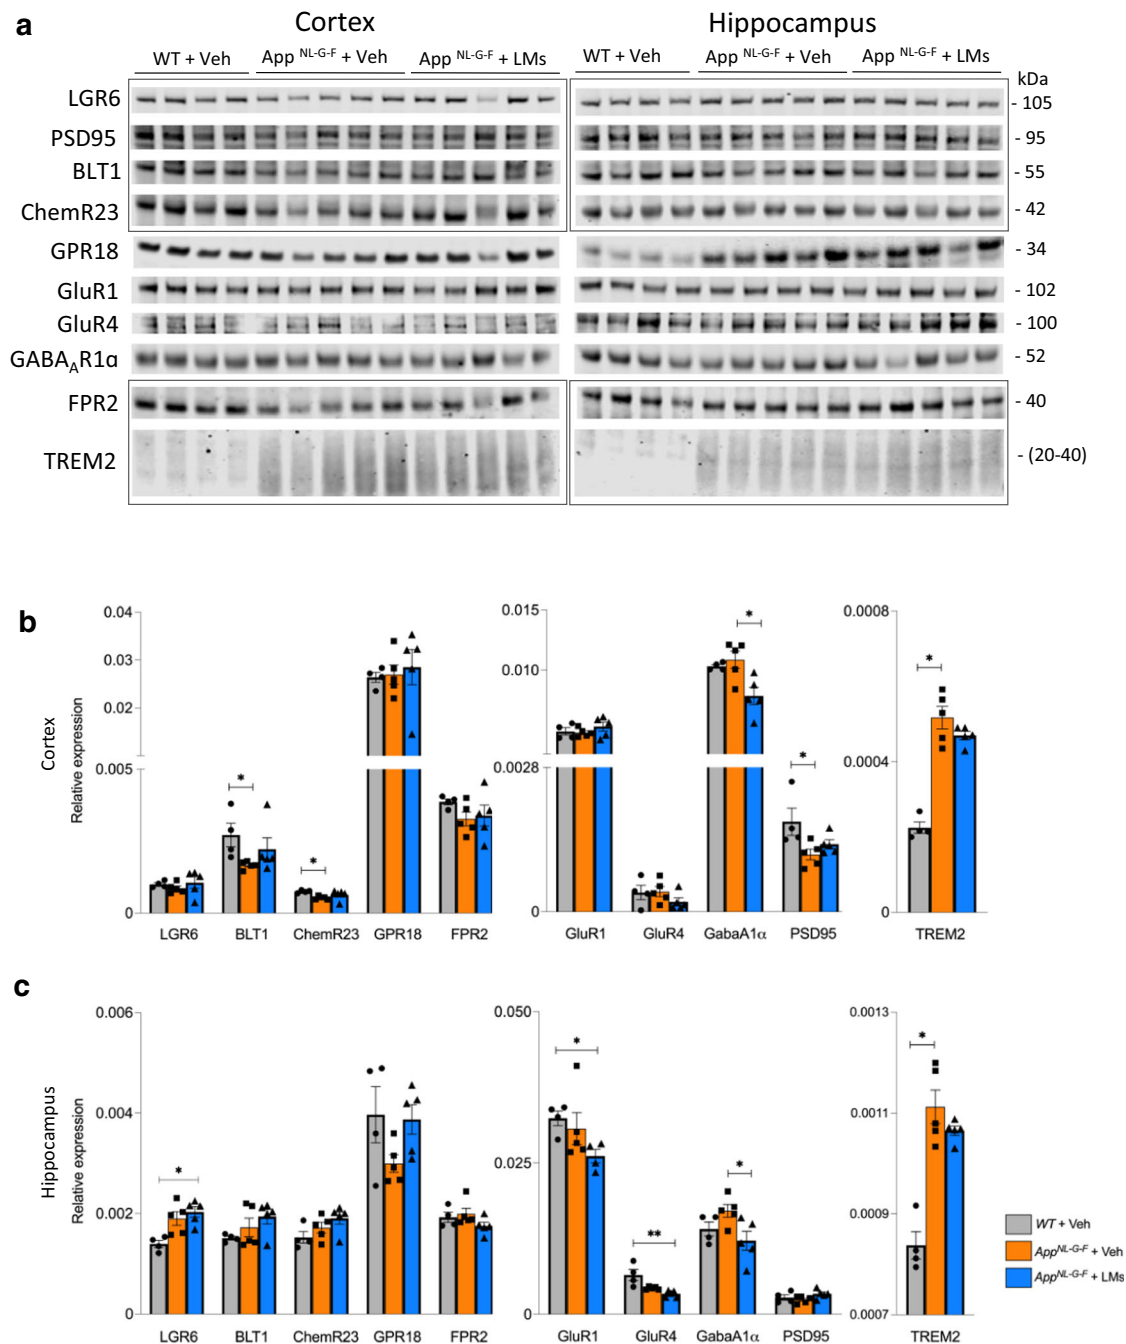 a
Cortex
Hippocampus
WT + Veh
App NL-G-F + Veh
App NL-G-F + LMs
WT + Veh
App NL-G-F + Veh
App NL-G-F + LMs
kDa
LGR6
- 105
PSD95
- 95
BLT1
- 55
ChemR23
- 42
GPR18
- 34
GluR1
- 102
GluR4
- 100
GABAAR1α
- 52
FPR2
- 40
TREM2
- (20-40)
b
Cortex
Relative expression
0.04
0.03
0.02
0.005
0
*
*
LGR6
BLT1
ChemR23
GPR18
FPR2
0.015
0.010
0.0028
0
*
*
GluR1
GluR4
GabaA1α
PSD95
0.0008
0.0004
0
*
TREM2
c
Hippocampus
Relative expression
0.006
0.004
0.002
0
*
LGR6
BLT1
ChemR23
GPR18
FPR2
0.050
0.025
0
*
**
*
GluR1
GluR4
GabaA1α
PSD95
0.0013
0.0011
0.0009
0.0007
*
TREM2
WT + Veh
App NL-G-F + Veh
App NL-G-F + LMs